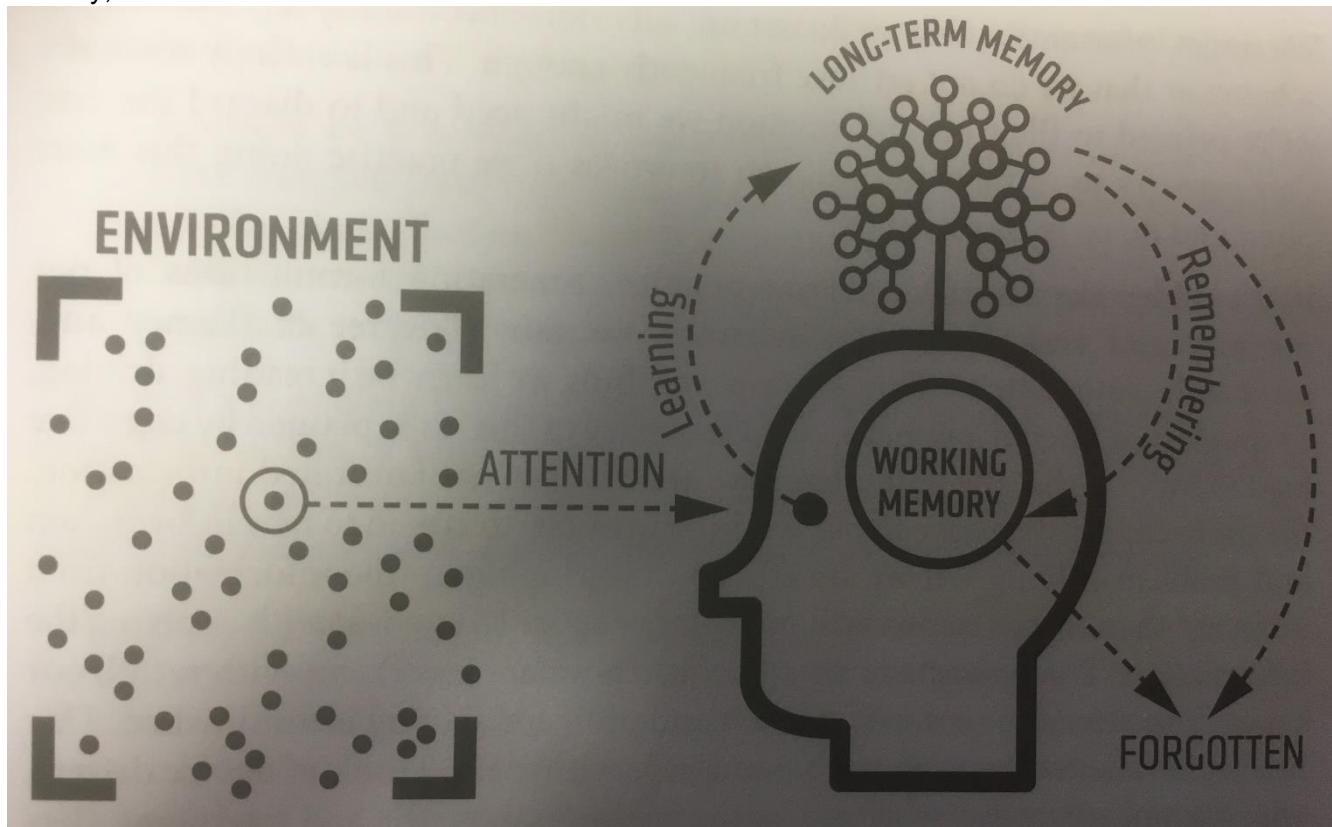 LONG-TERM MEMORY
ENVIRONMENT
Learning
Remembering
ATTENTION
WORKING
MEMORY
FORGOTTEN